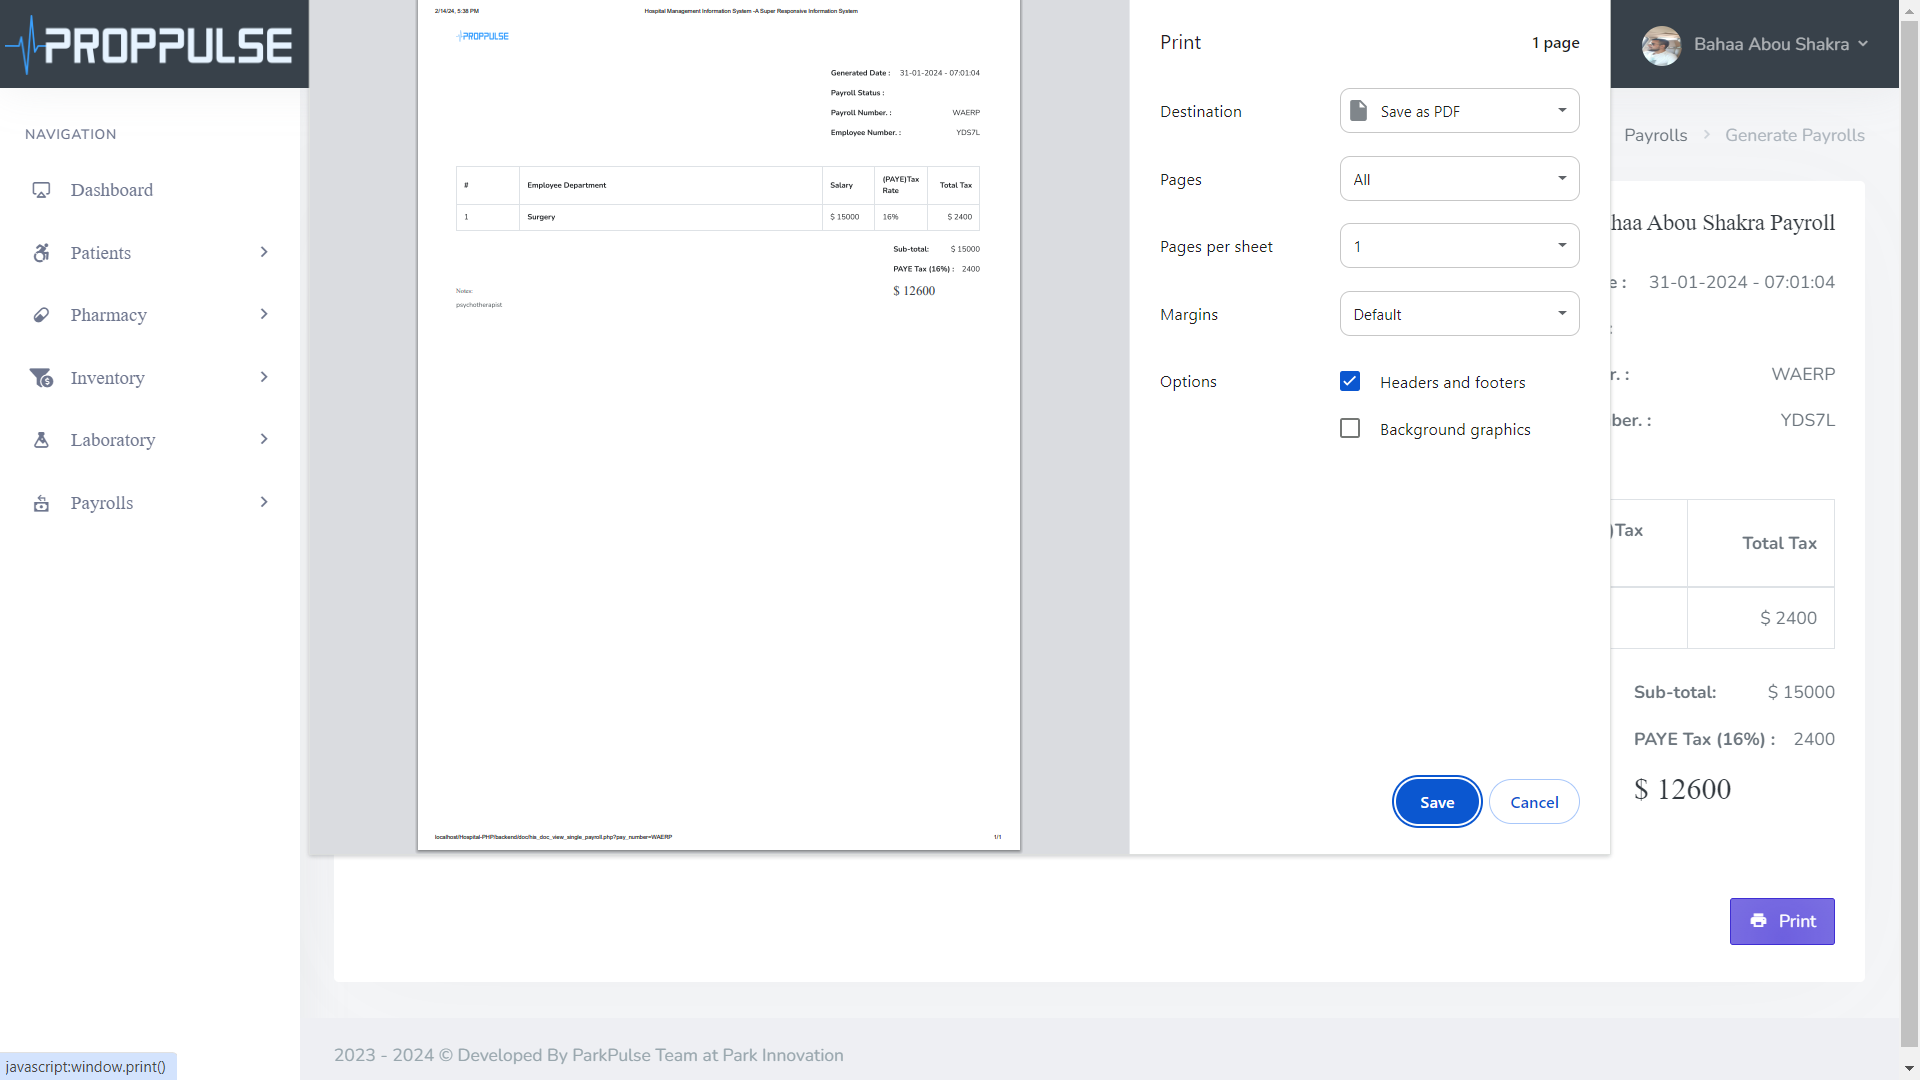 PROPPULSE
NAVIGATION
Dashboard
Patients
Pharmacy
Inventory
Laboratory
Payrolls
javascript:window.print()
2/14/24, 5:38 PM Hospital Management Information System -A Super Responsive Information System
PROPPULSE
Generated Date : 31-01-2024 - 07:01:04
Payroll Status :
Payroll Number. : WAERP
Employee Number. : YDS7L
# Employee Department Salary (PAYE)Tax Rate Total Tax
1 Surgery $ 15000 16% $ 2400
Sub-total: $ 15000
PAYE Tax (16%) : 2400
$ 12600
Notes:
psychotherapist
localhost/Hospital-PHP/backend/doc/his_doc_view_single_payroll.php?pay_number=WAERP 1/1
Print 1 page
Destination Save as PDF
Pages All
Pages per sheet 1
Margins Default
Options Headers and footers
Background graphics
Save Cancel
Bahaa Abou Shakra
Payrolls Generate Payrolls
haa Abou Shakra Payroll
e : 31-01-2024 - 07:01:04
:
r. : WAERP
ber. : YDS7L
)Tax Total Tax
$ 2400
Sub-total: $ 15000
PAYE Tax (16%) : 2400
$ 12600
Print
2023 - 2024 © Developed By ParkPulse Team at Park Innovation